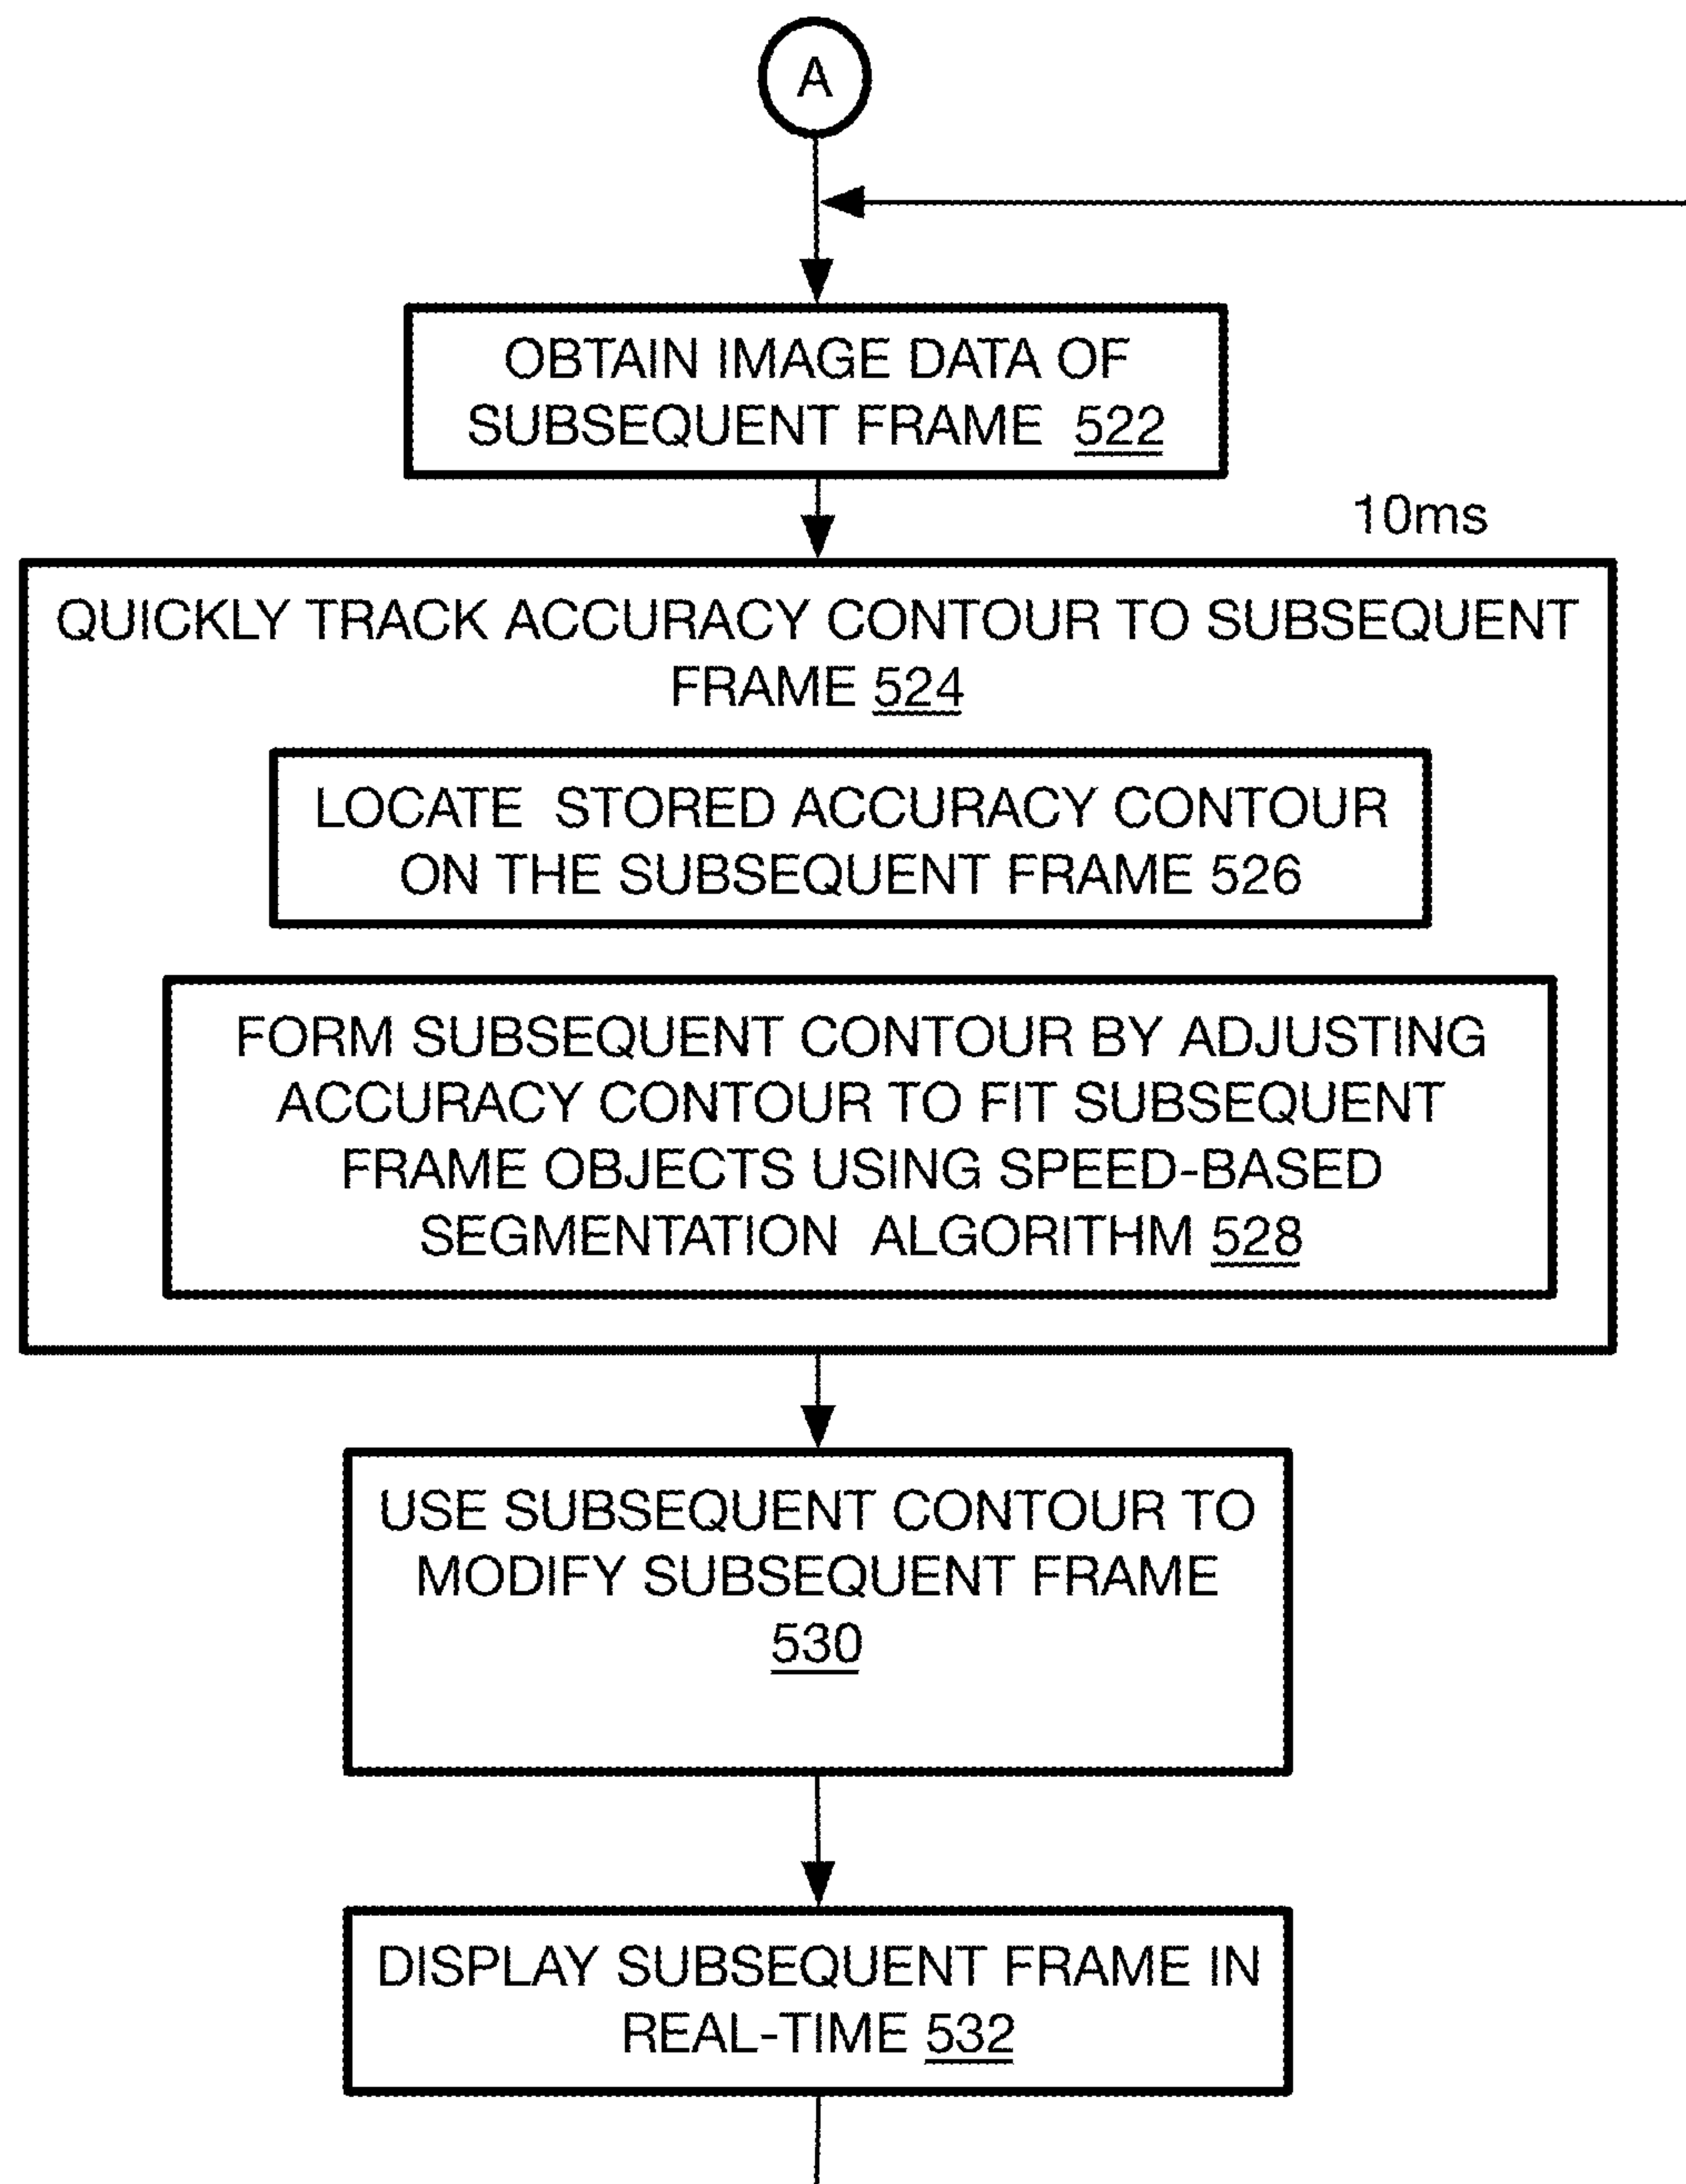 A
OBTAIN IMAGE DATA OF
SUBSEQUENT FRAME 522
10ms
QUICKLY TRACK ACCURACY CONTOUR TO SUBSEQUENT
FRAME 524
LOCATE STORED ACCURACY CONTOUR
ON THE SUBSEQUENT FRAME 526
FORM SUBSEQUENT CONTOUR BY ADJUSTING
ACCURACY CONTOUR TO FIT SUBSEQUENT
FRAME OBJECTS USING SPEED-BASED
SEGMENTATION ALGORITHM 528
USE SUBSEQUENT CONTOUR TO
MODIFY SUBSEQUENT FRAME
530
DISPLAY SUBSEQUENT FRAME IN
REAL-TIME 532